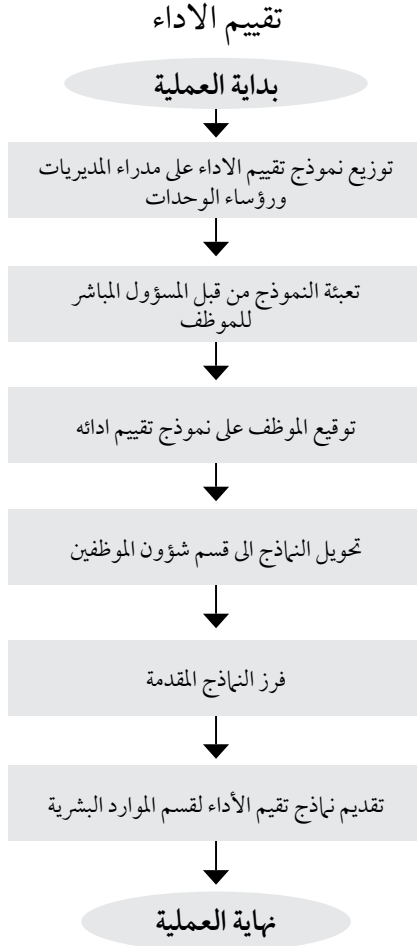 تقييم الاداء
بداية العملية
توزيع نموذج تقييم الاداء على مدراء المديريات
ورؤساء الوحدات
تعبئة النموذج من قبل المسؤول المباشر
للموظف
توقيع الموظف على نموذج تقييم ادائه
تحويل النماذج الى قسم شؤون الموظفين
فرز النماذج المقدمة
تقديم نماذج تقيم الأداء لقسم الموارد البشرية
نهاية العملية